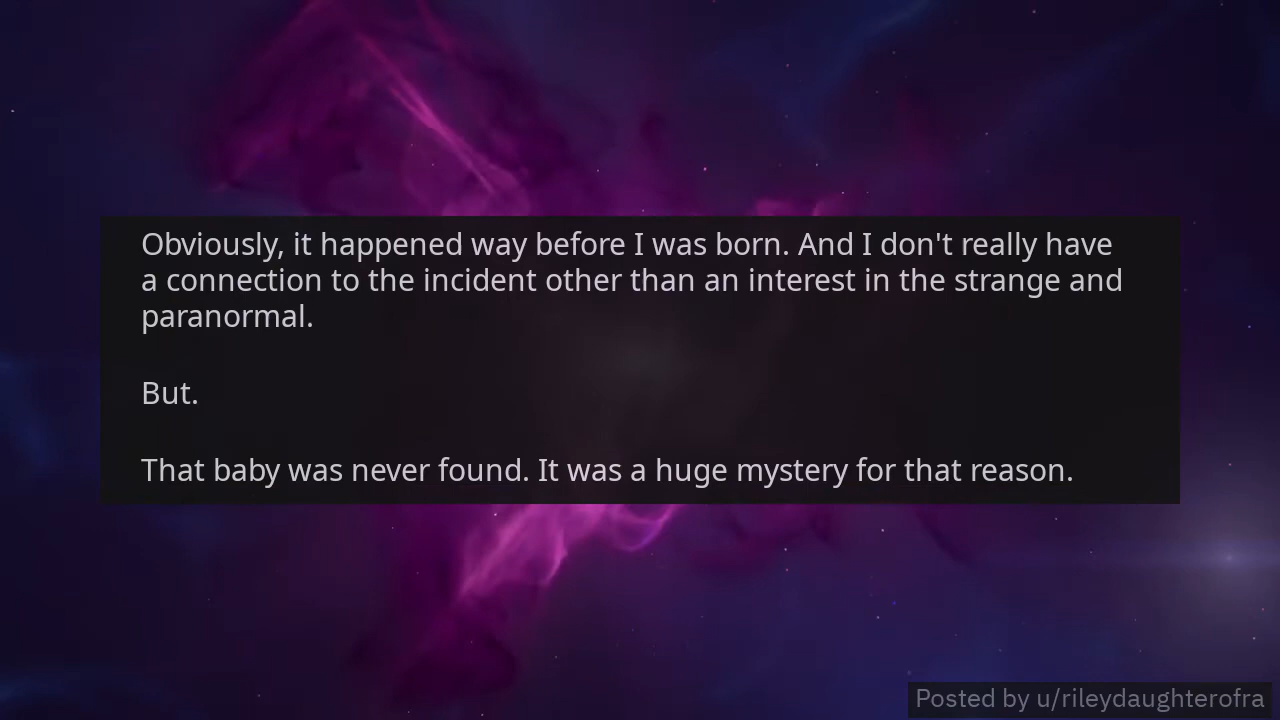 Obviously, it happened way before I was born. And I don't really have
a connection to the incident other than an interest in the strange and
paranormal.
But.
That baby was never found. It was a huge mystery for that reason.
Posted by u/rileydaughterofra